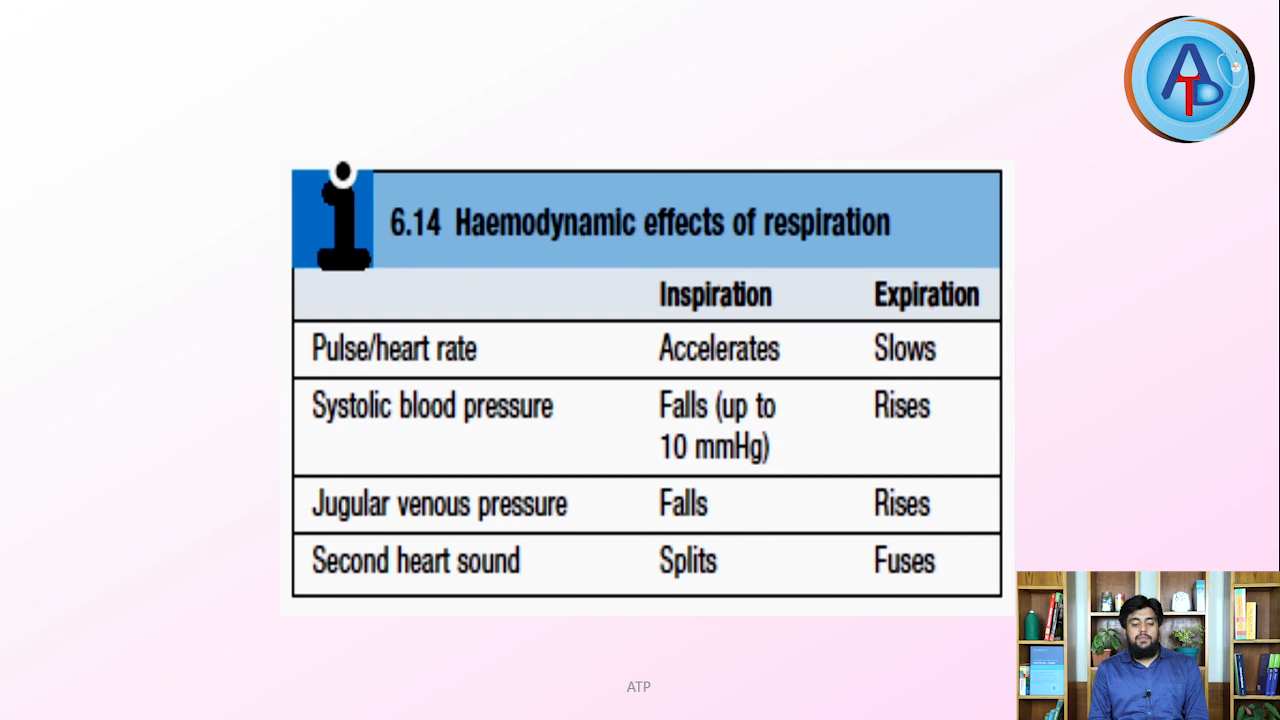 ATP
6.14 Haemodynamic effects of respiration
Inspiration Expiration
Pulse/heart rate Accelerates Slows
Systolic blood pressure Falls (up to 10 mmHg) Rises
Jugular venous pressure Falls Rises
Second heart sound Splits Fuses
ATP